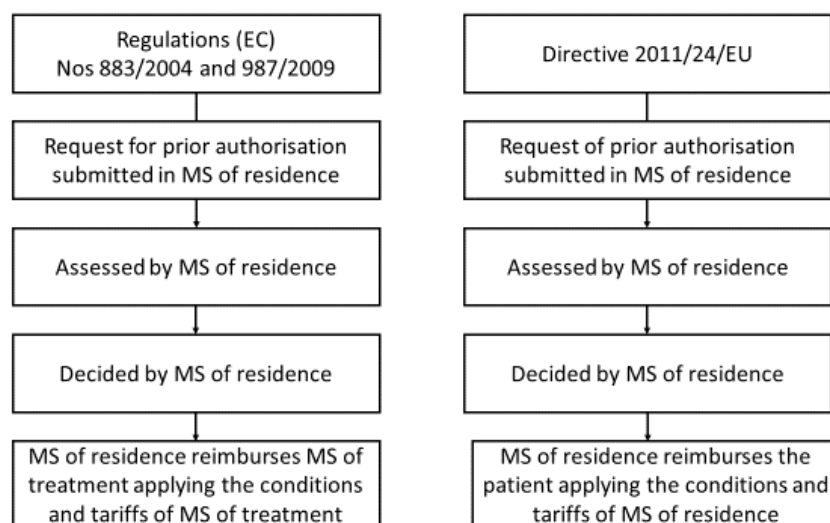 Regulations (EC)
Nos 883/2004 and 987/2009
Request for prior authorisation
submitted in MS of residence
Assessed by MS of residence
Decided by MS of residence
MS of residence reimburses MS of
treatment applying the conditions
and tariffs of MS of treatment
Directive 2011/24/EU
Request of prior authorisation
submitted in MS of residence
Assessed by MS of residence
Decided by MS of residence
MS of residence reimburses the
patient applying the conditions and
tariffs of MS of residence